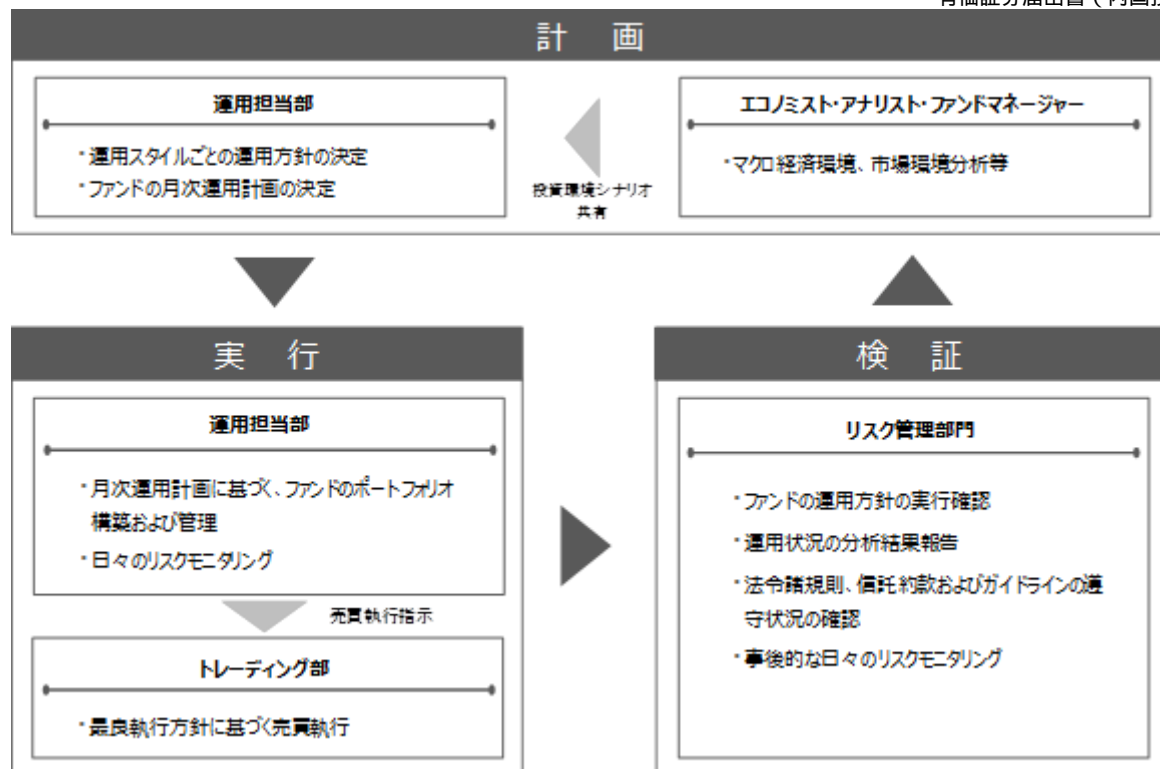 有価証券届出書（内国投
計　画
運用担当部
・運用スタイルごとの運用方針の決定
・ファンドの月次運用計画の決定
投資環境シナリオ
共有
エコノミスト・アナリスト・ファンドマネージャー
・マクロ経済環境、市場環境分析等
実　行
運用担当部
・月次運用計画に基づく、ファンドのポートフォリオ
構築および管理
・日々のリスクモニタリング
売買執行指示
トレーディング部
・最良執行方針に基づく売買執行
検　証
リスク管理部門
・ファンドの運用方針の実行確認
・運用状況の分析結果報告
・法令諸規則、信託約款およびガイドラインの遵
守状況の確認
・事後的な日々のリスクモニタリング